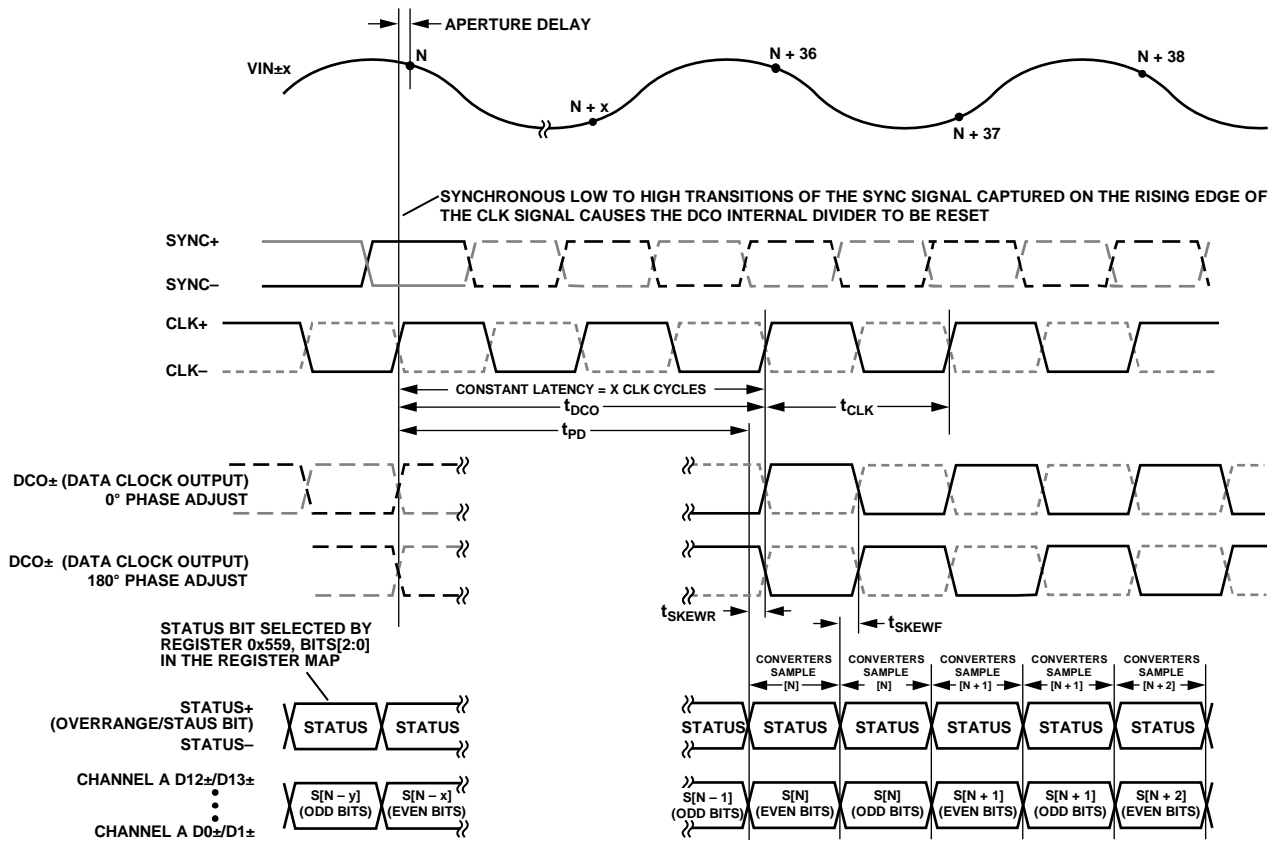 APERTURE DELAY
VIN±x
N
N + x
N + 36
N + 37
N + 38
SYNCHRONOUS LOW TO HIGH TRANSITIONS OF THE SYNC SIGNAL CAPTURED ON THE RISING EDGE OF
THE CLK SIGNAL CAUSES THE DCO INTERNAL DIVIDER TO BE RESET
SYNC+
SYNC–
CLK+
CLK–
CONSTANT LATENCY = X CLK CYCLES
tDCO
tCLK
tPD
DCO± (DATA CLOCK OUTPUT)
0° PHASE ADJUST
DCO± (DATA CLOCK OUTPUT)
180° PHASE ADJUST
tSKEWR
tSKEWF
STATUS BIT SELECTED BY
REGISTER 0x559, BITS[2:0]
IN THE REGISTER MAP
CONVERTERS
SAMPLE
[N]
CONVERTERS
SAMPLE
[N]
CONVERTERS
SAMPLE
[N + 1]
CONVERTERS
SAMPLE
[N + 1]
CONVERTERS
SAMPLE
[N + 2]
STATUS+
(OVERRANGE/STAUS BIT)
STATUS–
STATUS
STATUS
STATUS
STATUS
STATUS
STATUS
STATUS
STATUS
CHANNEL A D12±/D13±
CHANNEL A D0±/D1±
S[N – y]
(ODD BITS)
S[N – x]
(EVEN BITS)
S[N – 1]
(ODD BITS)
S[N]
(EVEN BITS)
S[N]
(ODD BITS)
S[N + 1]
(EVEN BITS)
S[N + 1]
(ODD BITS)
S[N + 2]
(EVEN BITS)